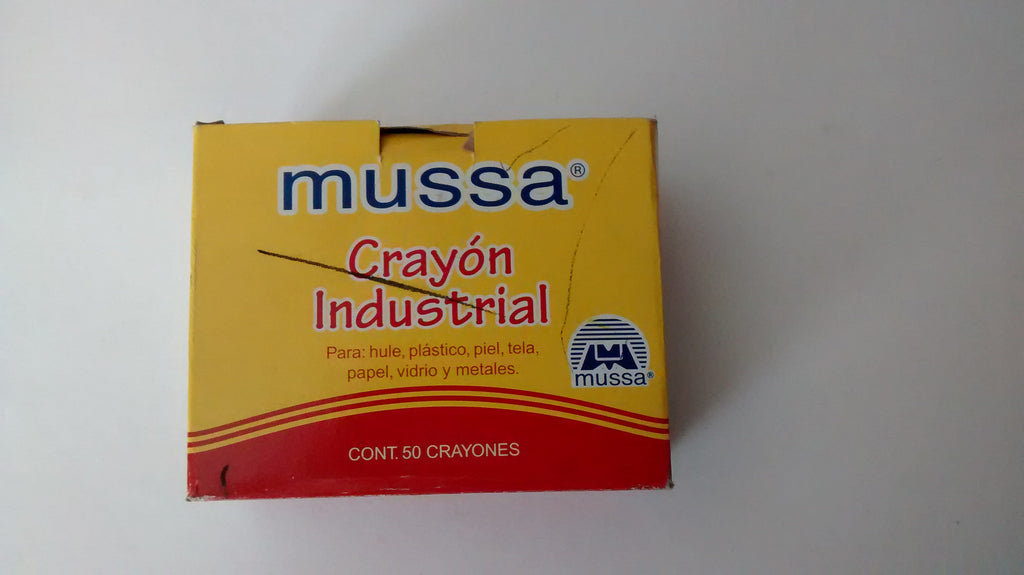 mussa®
Crayón
Industrial
Para: hule, plástico, piel, tela,
papel, vidrio y metales.
mussa®
CONT. 50 CRAYONES